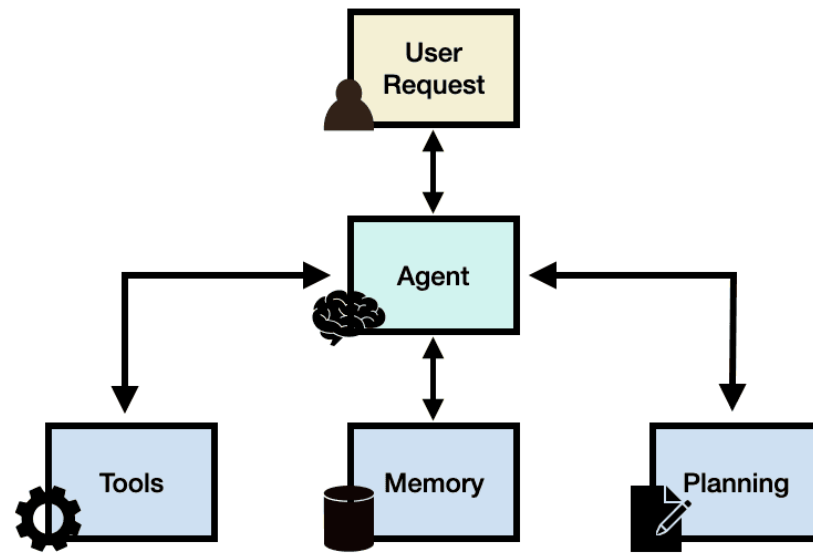 User
Request
Agent
Tools
Memory
Planning